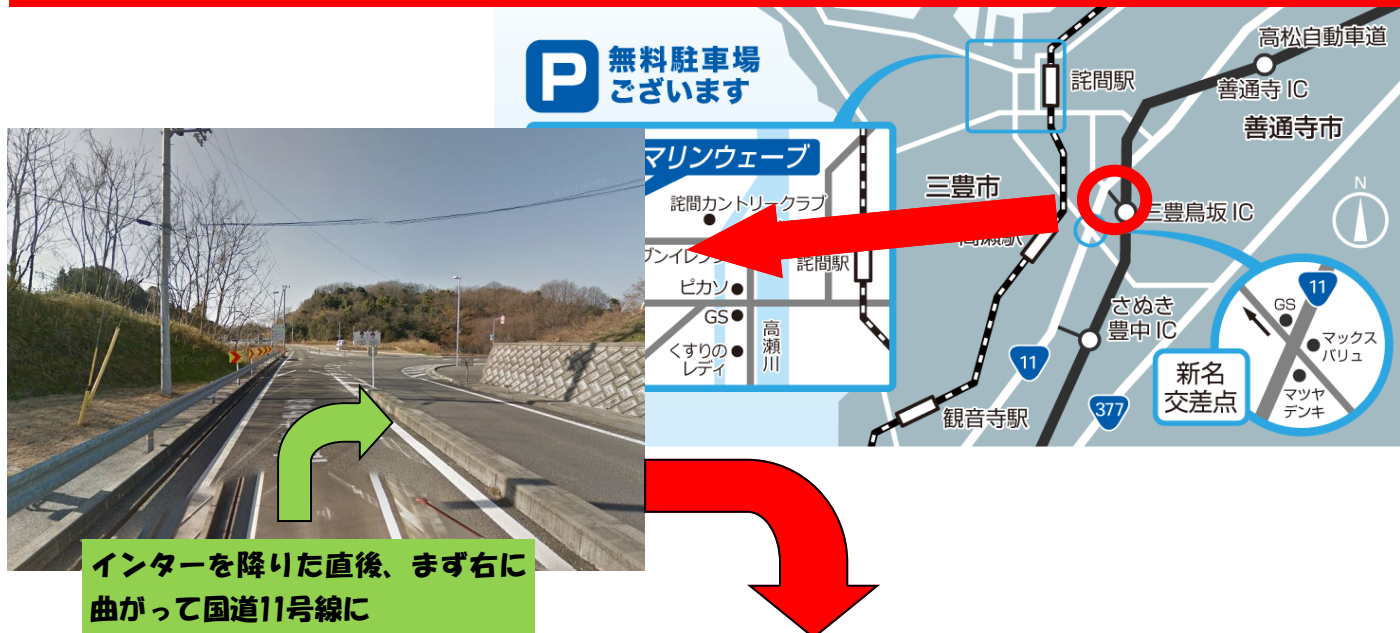 無料駐車場
ございます
P
マリンウェーブ
詫間カントリークラブ
詫間駅
ピカソ
GS
くすりの
レディ
高瀬川
高松自動車道
詫間駅
善通寺 IC
善通寺市
三豊市
三豊鳥坂 IC
N
さぬき
豊中 IC
11
377
観音寺駅
11
GS
マックス
バリュ
マツヤ
デンキ
新名
交差点
インターを降りた直後、まず右に
曲がって国道11号線に